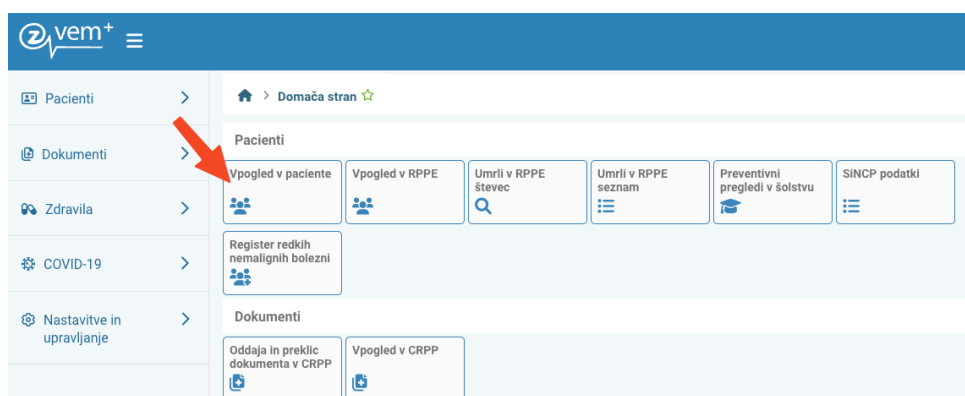 zvem+
Pacienti
Dokumenti
Zdravila
COVID-19
Nastavitve in
upravljanje
Domača stran
Pacienti
Vpogled v paciente
Vpogled v RPPE
Umrli v RPPE
števec
Umrli v RPPE
seznam
Preventivni
pregledi v šolstvu
SiNCP podatki
Register redkih
nemalignih bolezni
Dokumenti
Oddaja in preklic
dokumenta v CRPP
Vpogled v CRPP